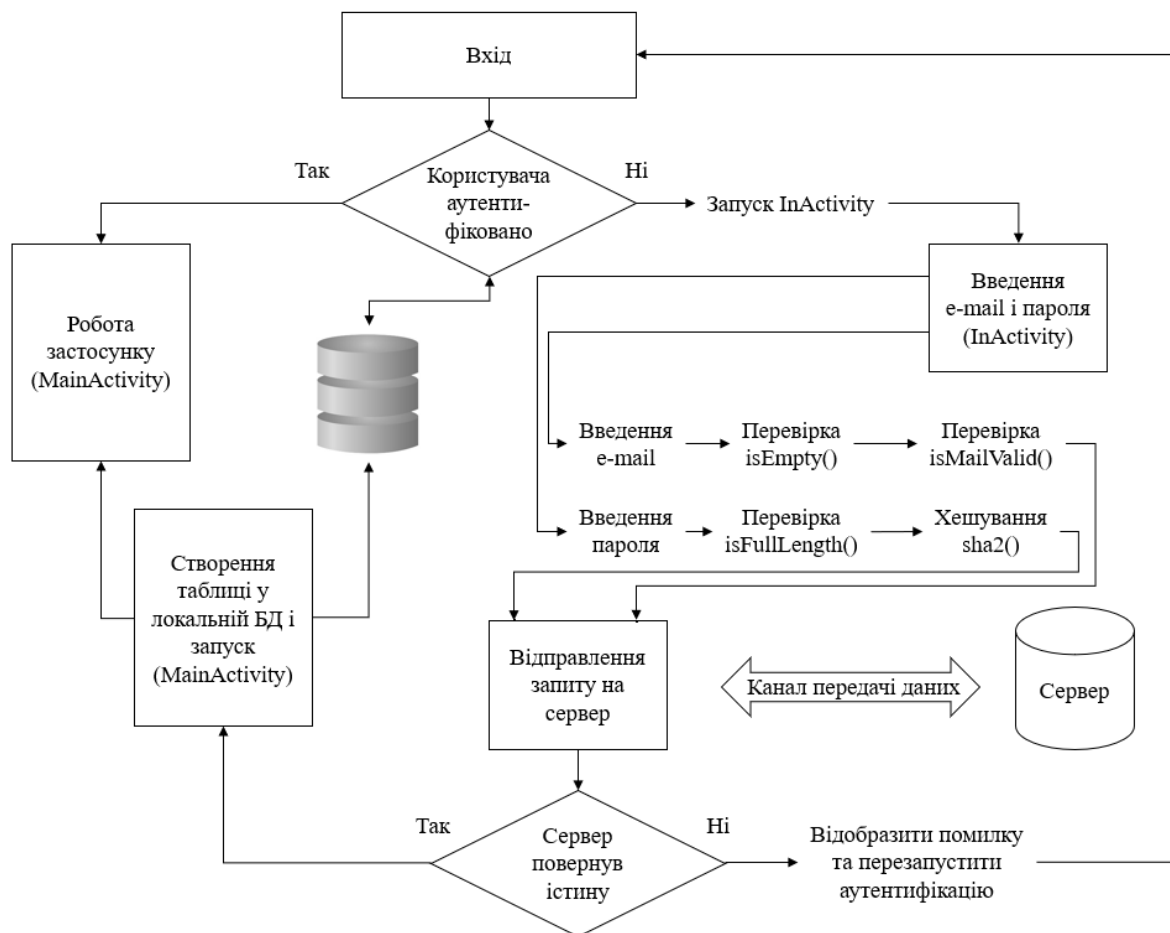 Вхід
Так
Ні
Користувача
аутенти-
фіковано
Запуск InActivity
Введення
e-mail і пароля
(InActivity)
Робота
застосунку
(MainActivity)
Введення
e-mail
Перевірка
isEmpty()
Перевірка
isMailValid()
Введення
пароля
Перевірка
isFullLength()
Хешування
sha2()
Створення
таблиці у
локальній БД і
запуск
(MainActivity)
Відправлення
запиту на
сервер
Канал передачі даних
Сервер
Так
Ні
Сервер
повернув
істину
Відобразити помилку
та перезапустити
аутентифікацію